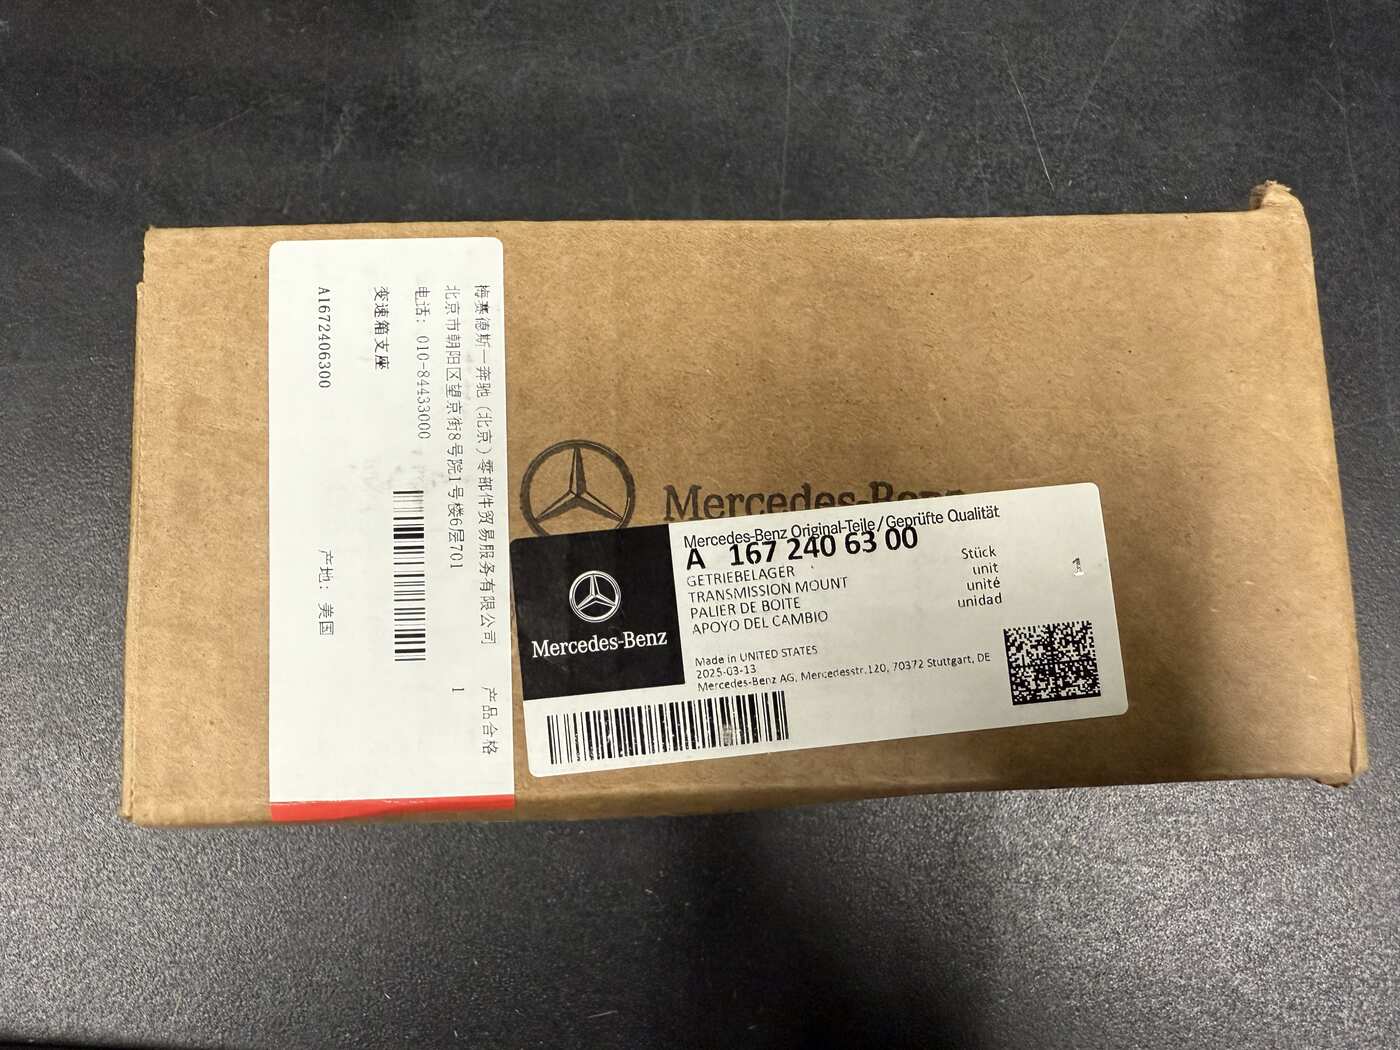 梅赛德斯—奔驰（北京）零部件贸易服务有限公司 产品合格
北京市朝阳区望京街8号院1号楼6层701
电话：010-84433000
1
变速箱支座
A1672406300 产地：美国
Mercedes-Benz
Mercedes-Benz
Mercedes-Benz Original-Teile/Geprüfte Qualität
A 167 240 63 00
GETRIEBELAGER Stück
TRANSMISSION MOUNT unit
PALIER DE BOITE unité
APOYO DEL CAMBIO unidad
Made in UNITED STATES
2025-03-13
Mercedes-Benz AG, Mercedesstr.120, 70372 Stuttgart, DE